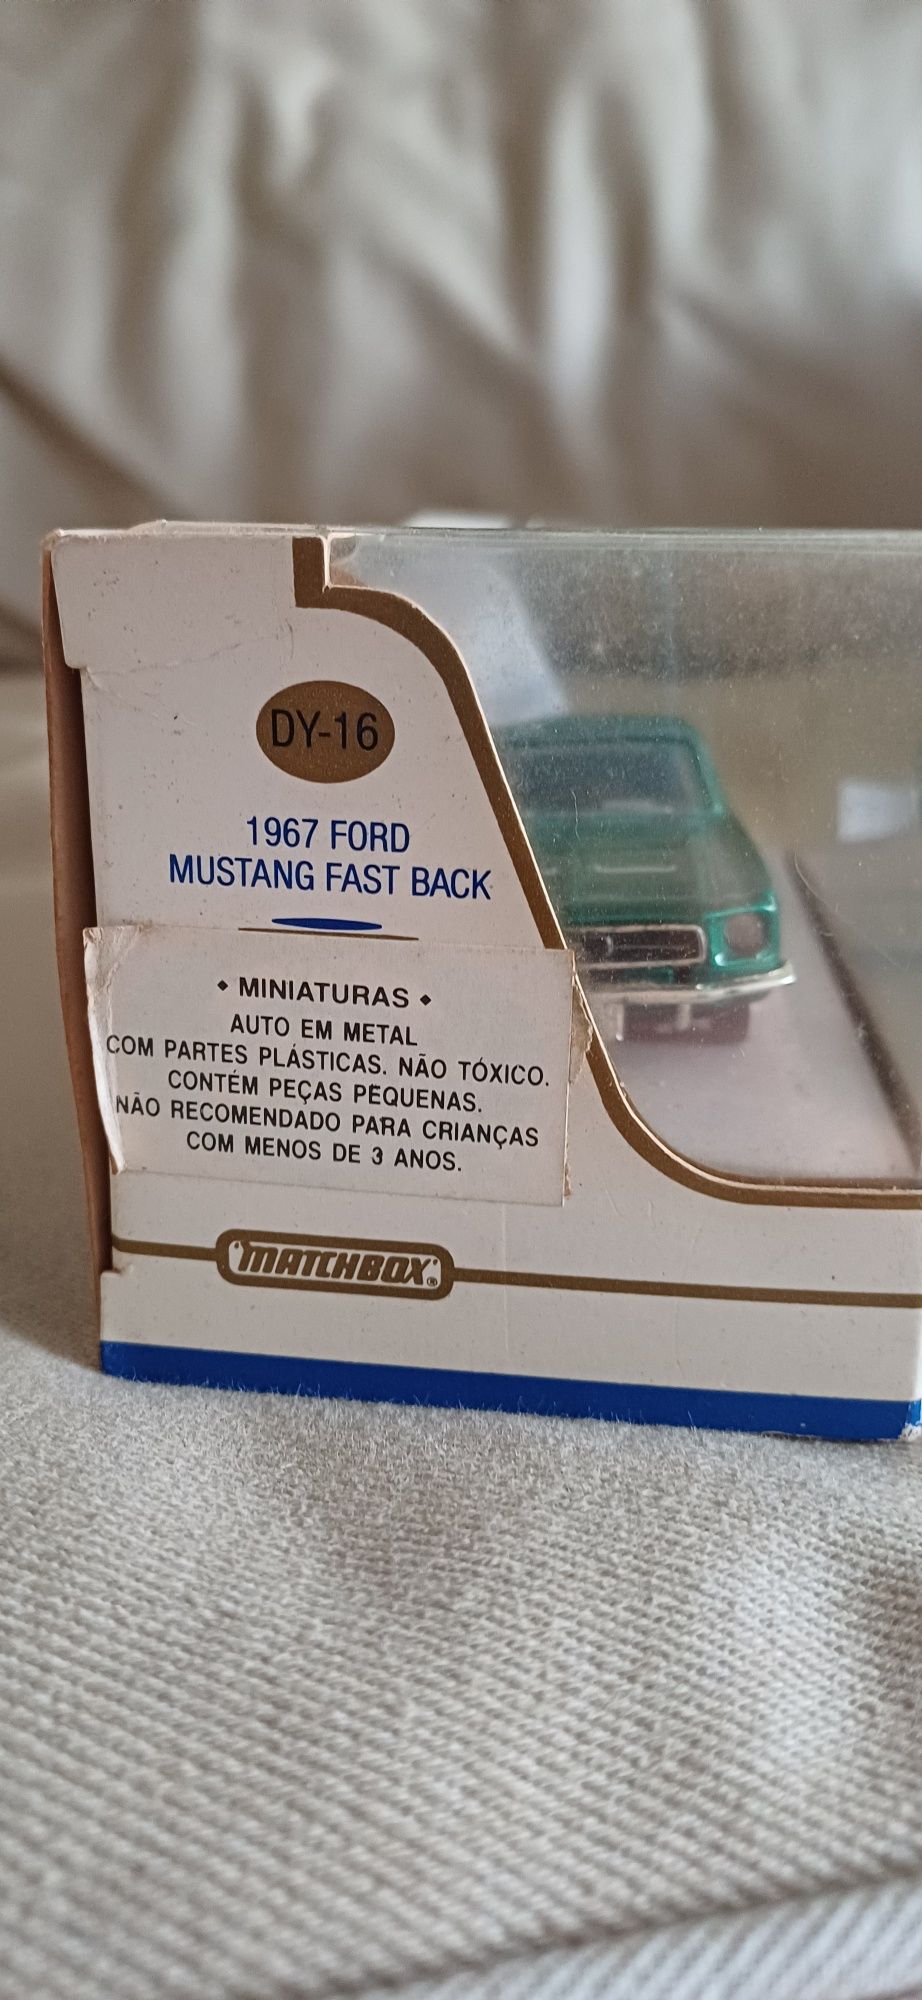 DY-16
1967 FORD
MUSTANG FAST BACK
• MINIATURAS •
AUTO EM METAL
COM PARTES PLÁSTICAS. NÃO TÓXICO.
CONTÉM PEÇAS PEQUENAS.
NÃO RECOMENDADO PARA CRIANÇAS
COM MENOS DE 3 ANOS.
MATCHBOX®